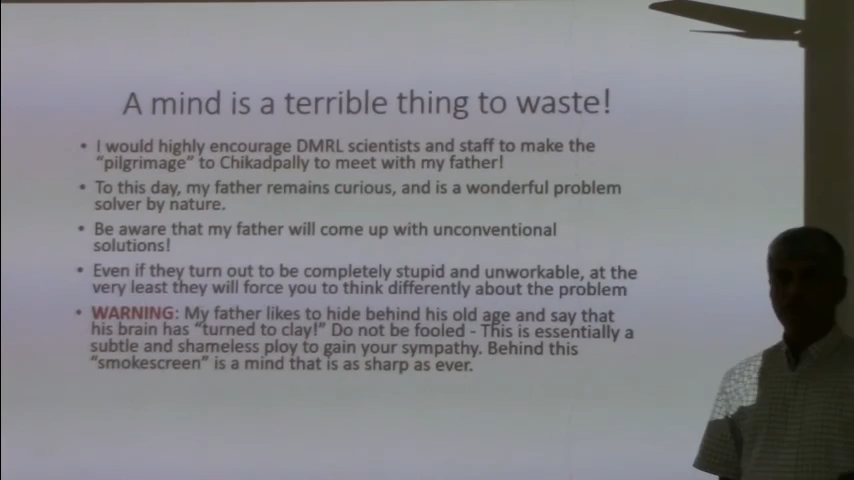 A mind is a terrible thing to waste!
• I would highly encourage DMRL scientists and staff to make the
"pilgrimage" to Chikadpally to meet with my father!
• To this day, my father remains curious, and is a wonderful problem
solver by nature.
• Be aware that my father will come up with unconventional
solutions!
• Even if they turn out to be completely stupid and unworkable, at the
very least they will force you to think differently about the problem
• WARNING: My father likes to hide behind his old age and say that
his brain has "turned to clay!" Do not be fooled - This is essentially a
subtle and shameless ploy to gain your sympathy. Behind this
"smokescreen" is a mind that is as sharp as ever.